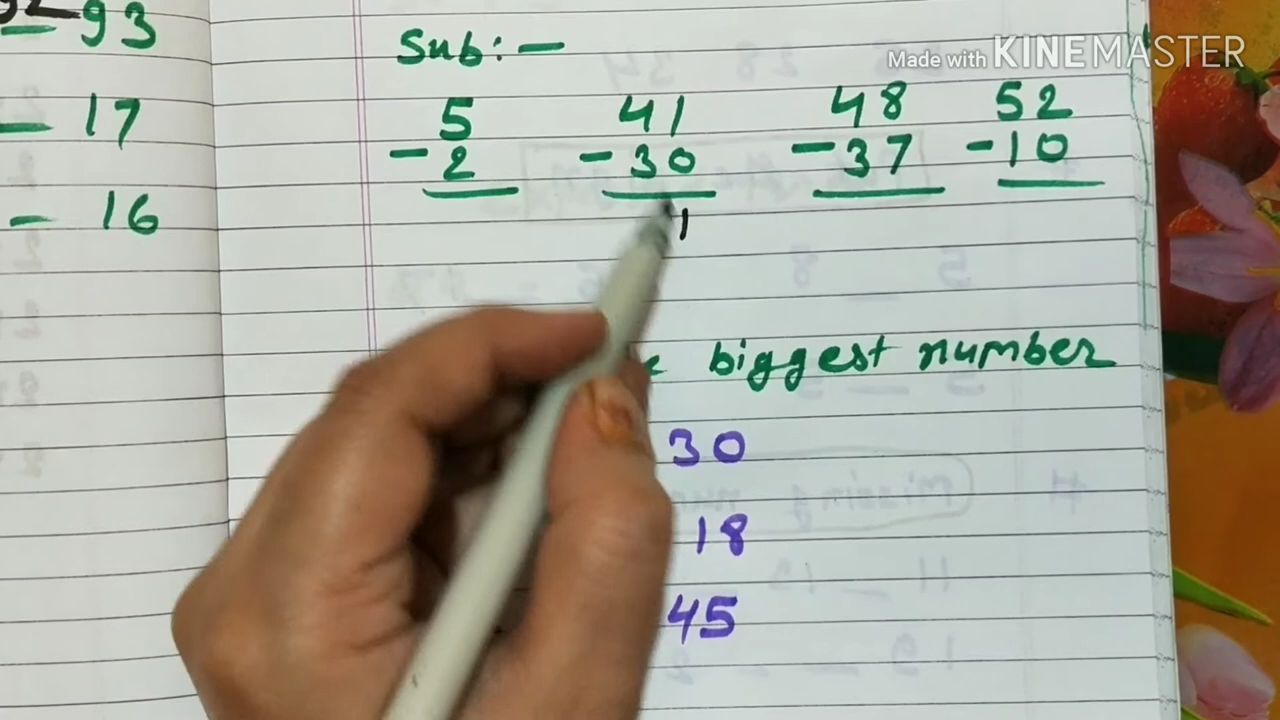 Made with KINEMASTER
- 93
- 17
- 16
Sub:-
5 41 48 52
-2 -30 -37 -10
1
biggest number
30
18
45